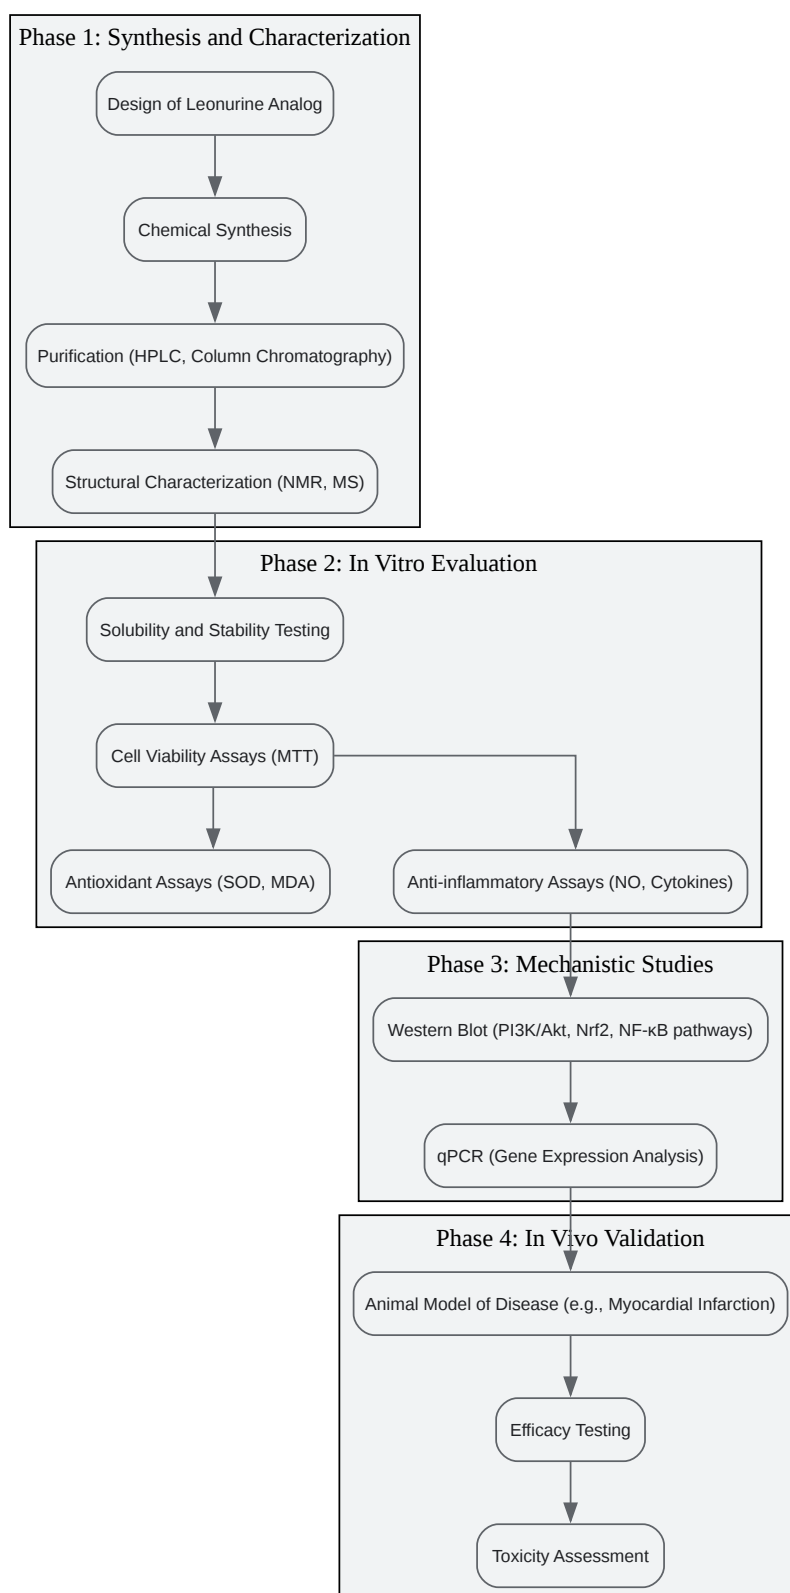 Phase 1: Synthesis and Characterization
Design of Leonurine Analog
Chemical Synthesis
Purification (HPLC, Column Chromatography)
Structural Characterization (NMR, MS)
Phase 2: In Vitro Evaluation
Solubility and Stability Testing
Cell Viability Assays (MTT)
Antioxidant Assays (SOD, MDA)
Anti-inflammatory Assays (NO, Cytokines)
Phase 3: Mechanistic Studies
Western Blot (PI3K/Akt, Nrf2, NF-κB pathways)
qPCR (Gene Expression Analysis)
Phase 4: In Vivo Validation
Animal Model of Disease (e.g., Myocardial Infarction)
Efficacy Testing
Toxicity Assessment